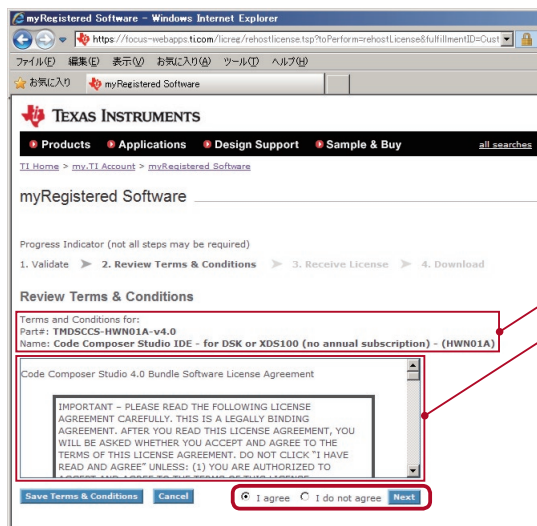 myRegistered Software - Windows Internet Explorer
https://focus-webapps.ti.com/licreg/rehostlicense.tsp?toPerform=rehostLicense&fulfillmentID=Cust
ファイル(F) 編集(E) 表示(V) お気に入り(A) ツール(T) ヘルプ(H)
お気に入り myRegistered Software
TEXAS INSTRUMENTS
Products Applications Design Support Sample & Buy all searches
TI Home > my.TI Account > myRegistered Software
myRegistered Software
Progress Indicator (not all steps may be required)
1. Validate 2. Review Terms & Conditions 3. Receive License 4. Download
Review Terms & Conditions
Terms and Conditions for:
Part#: TMDSCCS-HWN01A-v4.0
Name: Code Composer Studio IDE - for DSK or XDS100 (no annual subscription) - (HWN01A)
Code Composer Studio 4.0 Bundle Software License Agreement
IMPORTANT – PLEASE READ THE FOLLOWING LICENSE
AGREEMENT CAREFULLY. THIS IS A LEGALLY BINDING
AGREEMENT. AFTER YOU READ THIS LICENSE AGREEMENT, YOU
WILL BE ASKED WHETHER YOU ACCEPT AND AGREE TO THE
TERMS OF THIS LICENSE AGREEMENT. DO NOT CLICK "I HAVE
READ AND AGREE" UNLESS: (1) YOU ARE AUTHORIZED TO
ACCEPT AND AGREE TO THE TERMS OF THIS LICENSE
Save Terms & Conditions Cancel I agree I do not agree Next